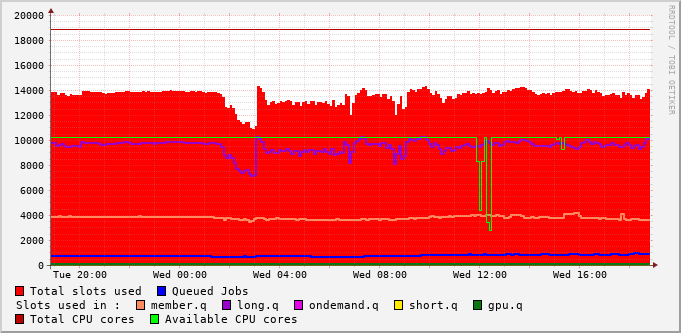 RRDTOOL / TOBI OETIKER
20000
18000
16000
14000
12000
10000
8000
6000
4000
2000
0
Tue 20:00 Wed 00:00 Wed 04:00 Wed 08:00 Wed 12:00 Wed 16:00
Total slots used Queued Jobs
Slots used in : member.q long.q ondemand.q short.q gpu.q
Total CPU cores Available CPU cores